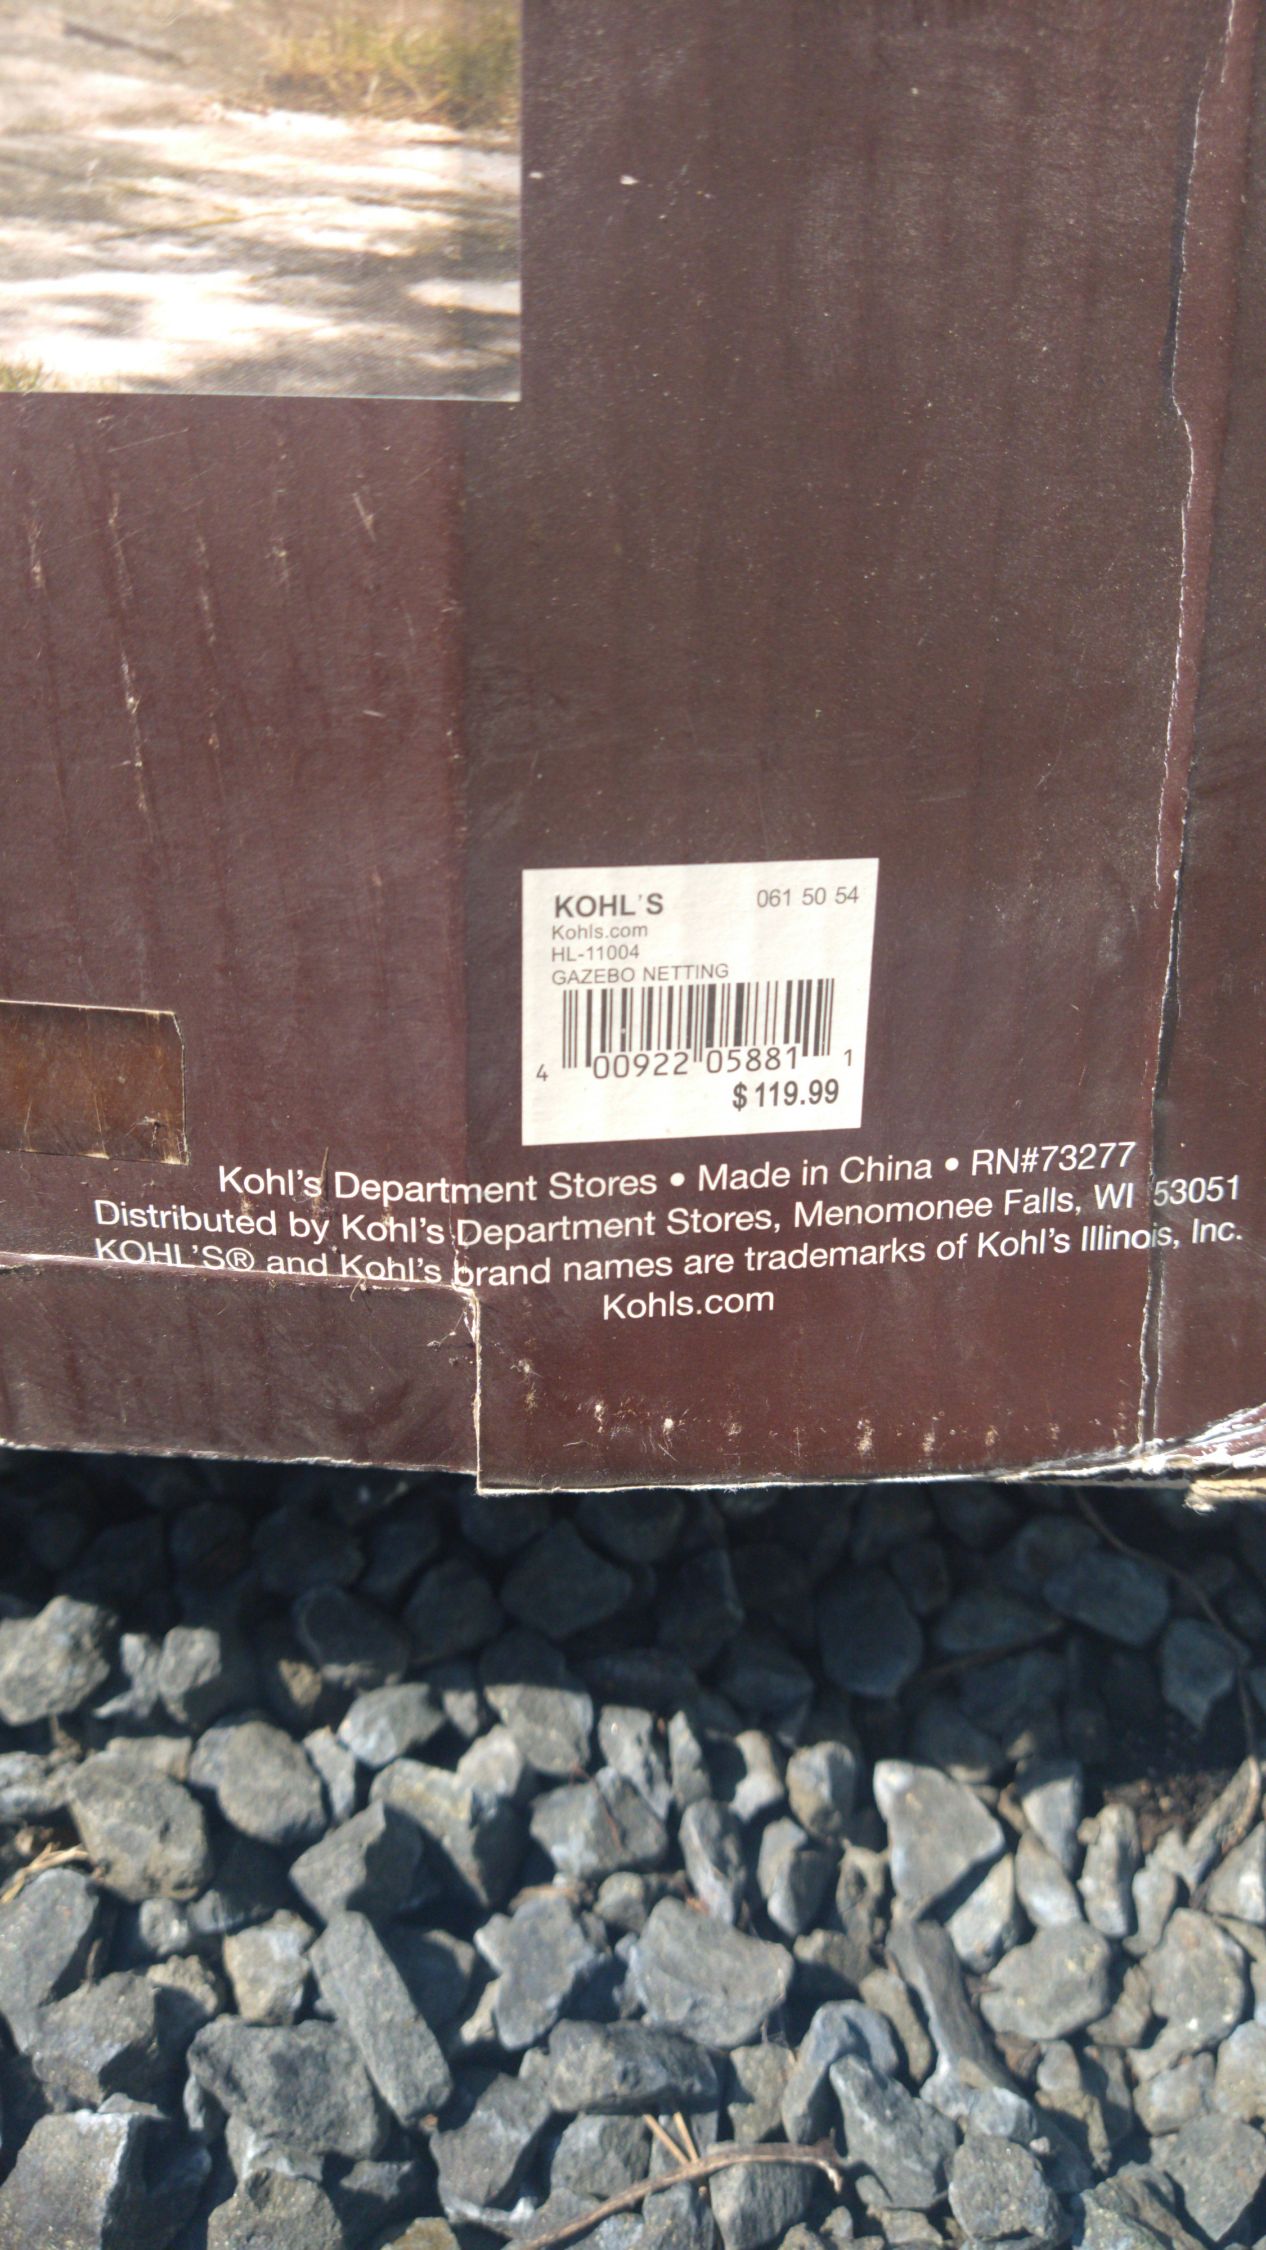 KOHL'S 061 50 54
Kohls.com
HL-11004
GAZEBO NETTING
4 00922 05881 1
$119.99
Kohl's Department Stores • Made in China • RN#73277
Distributed by Kohl's Department Stores, Menomonee Falls, WI 53051
KOHL'S® and Kohl's brand names are trademarks of Kohl's Illinois, Inc.
Kohls.com